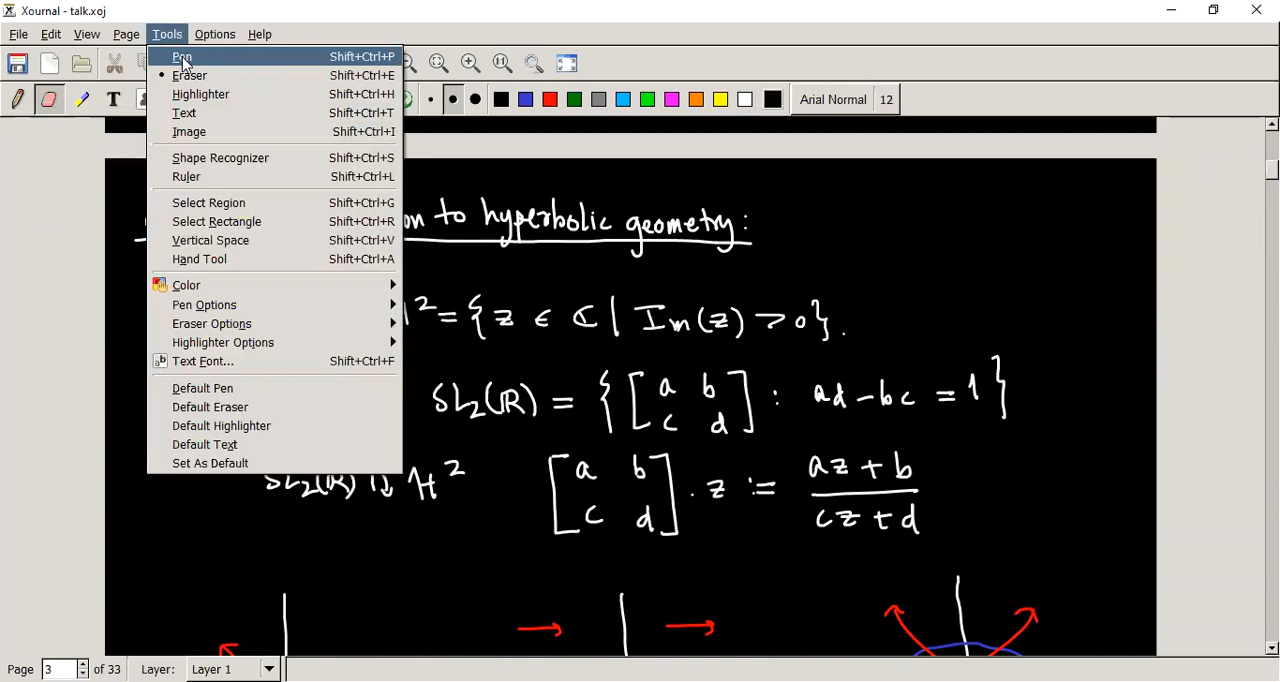 Xournal - talk.xoj
File Edit View Page Tools Options Help
Pen Shift+Ctrl+P
Eraser Shift+Ctrl+E
Highlighter Shift+Ctrl+H
Text Shift+Ctrl+T
Image Shift+Ctrl+I
Shape Recognizer Shift+Ctrl+S
Ruler Shift+Ctrl+L
Select Region Shift+Ctrl+G
Select Rectangle Shift+Ctrl+R
Vertical Space Shift+Ctrl+V
Hand Tool Shift+Ctrl+A
Color
Pen Options
Eraser Options
Highlighter Options
Text Font... Shift+Ctrl+F
Default Pen
Default Eraser
Default Highlighter
Default Text
Set As Default
Arial Normal 12
to hyperbolic geometry:
² = {z ∈ ℂ | Im(z) > 0}.
SL₂(ℝ) = {[a b
c d] : ad - bc = 1}
SL₂(ℝ) ↻ H² [a b
c d] . z := az + b
cz + d
Page 3 of 33 Layer: Layer 1